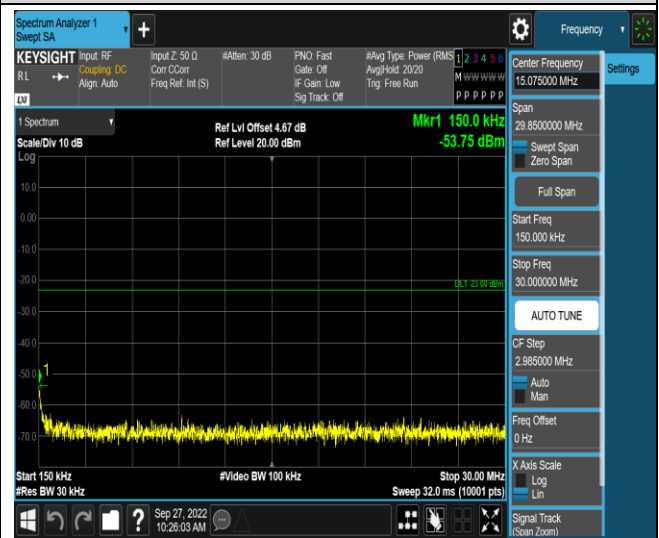 Spectrum Analyzer 1
Swept SA
+
Frequency
KEYSIGHT
RL
LXI
Input: RF
Coupling: DC
Align: Auto
Input Z: 50 Ω
Corr CCorr
Freq Ref: Int (S)
#Atten: 30 dB
PNO: Fast
Gate: Off
IF Gain: Low
Sig Track: Off
#Avg Type: Power (RMS
Avg|Hold: 20/20
Trig: Free Run
1 2 3 4 5 6
M W W W W W
P P P P P P
1 Spectrum
Scale/Div 10 dB
Log
Ref Lvl Offset 4.67 dB
Ref Level 20.00 dBm
Mkr1 150.0 kHz
-53.75 dBm
10.0
0.00
-10.0
-20.0
DL1 -23.00 dBm
-30.0
-40.0
-50.0
1
-60.0
-70.0
Start 150 kHz
#Res BW 30 kHz
#Video BW 100 kHz
Stop 30.00 MHz
Sweep 32.0 ms (10001 pts)
Center Frequency
15.075000 MHz
Settings
Span
29.8500000 MHz
Swept Span
Zero Span
Full Span
Start Freq
150.000 kHz
Stop Freq
30.000000 MHz
AUTO TUNE
CF Step
2.985000 MHz
Auto
Man
Freq Offset
0 Hz
X Axis Scale
Log
Lin
Signal Track
(Span Zoom)
?
Sep 27, 2022
10:26:03 AM